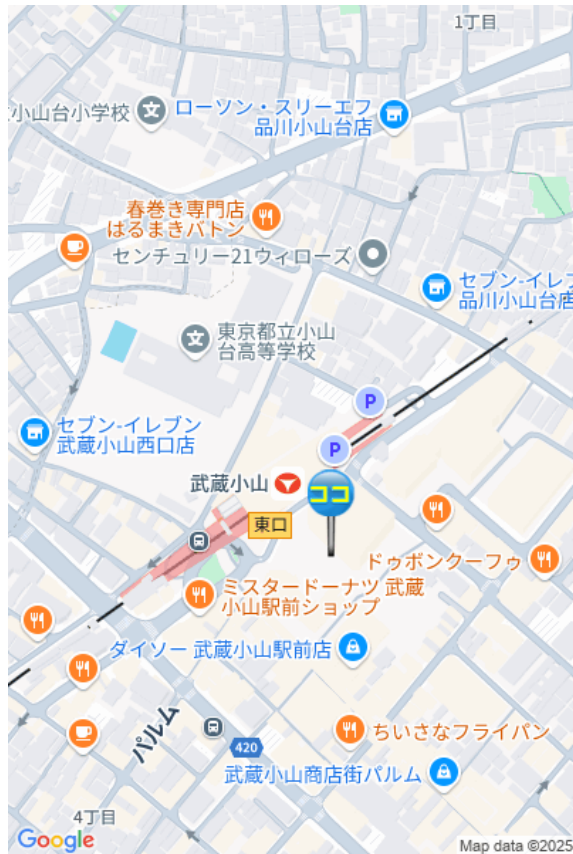 1丁目
小山台小学校
ローソン・スリーエフ
品川小山台店
春巻き専門店
はるまきバトン
センチュリー21ウィローズ
セブン-イレブ
品川小山台店
東京都立小山
台高等学校
P
P
セブン-イレブン
武蔵小山西口店
武蔵小山
ココ
東口
ドゥボンクーフゥ
ミスタードーナツ 武蔵
小山駅前ショップ
ダイソー 武蔵小山駅前店
パルム
420
ちいさなフライパン
武蔵小山商店街パルム
4丁目
Google
Map data ©2025